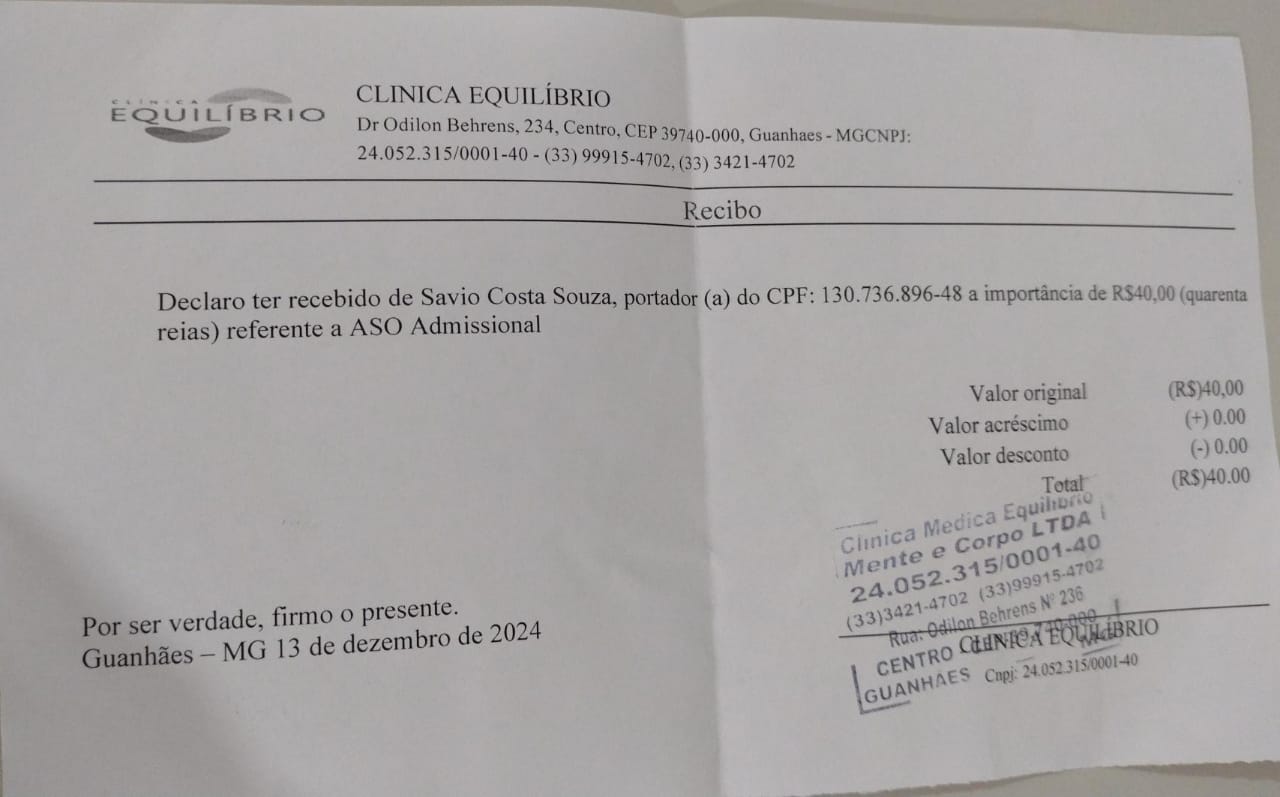 CLÍNICA
EQUILÍBRIO
CLINICA EQUILÍBRIO
Dr Odilon Behrens, 234, Centro, CEP 39740-000, Guanhaes - MGCNPJ:
24.052.315/0001-40 - (33) 99915-4702, (33) 3421-4702
Recibo
Declaro ter recebido de Savio Costa Souza, portador (a) do CPF: 130.736.896-48 a importância de R$40,00 (quarenta
reias) referente a ASO Admissional
Valor original (R$)40,00
Valor acréscimo (+) 0.00
Valor desconto (-) 0.00
Total (R$)40.00
Clinica Medica Equilibrio
Mente e Corpo LTDA
24.052.315/0001-40
(33)3421-4702 (33)99915-4702
Rua: Odilon Behrens Nº 236
CENTRO
GUANHAES
CLINICA EQUILÍBRIO
Cnpj: 24.052.315/0001-40
Por ser verdade, firmo o presente.
Guanhães – MG 13 de dezembro de 2024